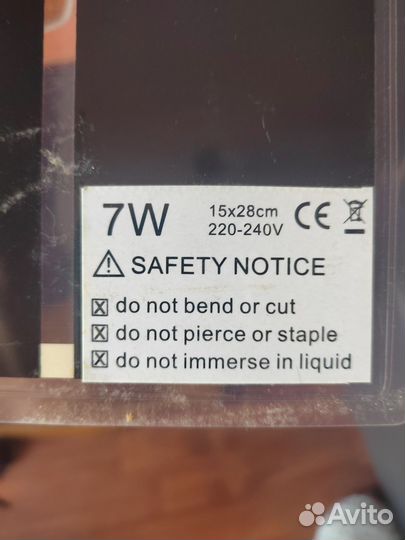 7W
15x28cm
220-240V
CE
SAFETY NOTICE
do not bend or cut
do not pierce or staple
do not immerse in liquid
Avito